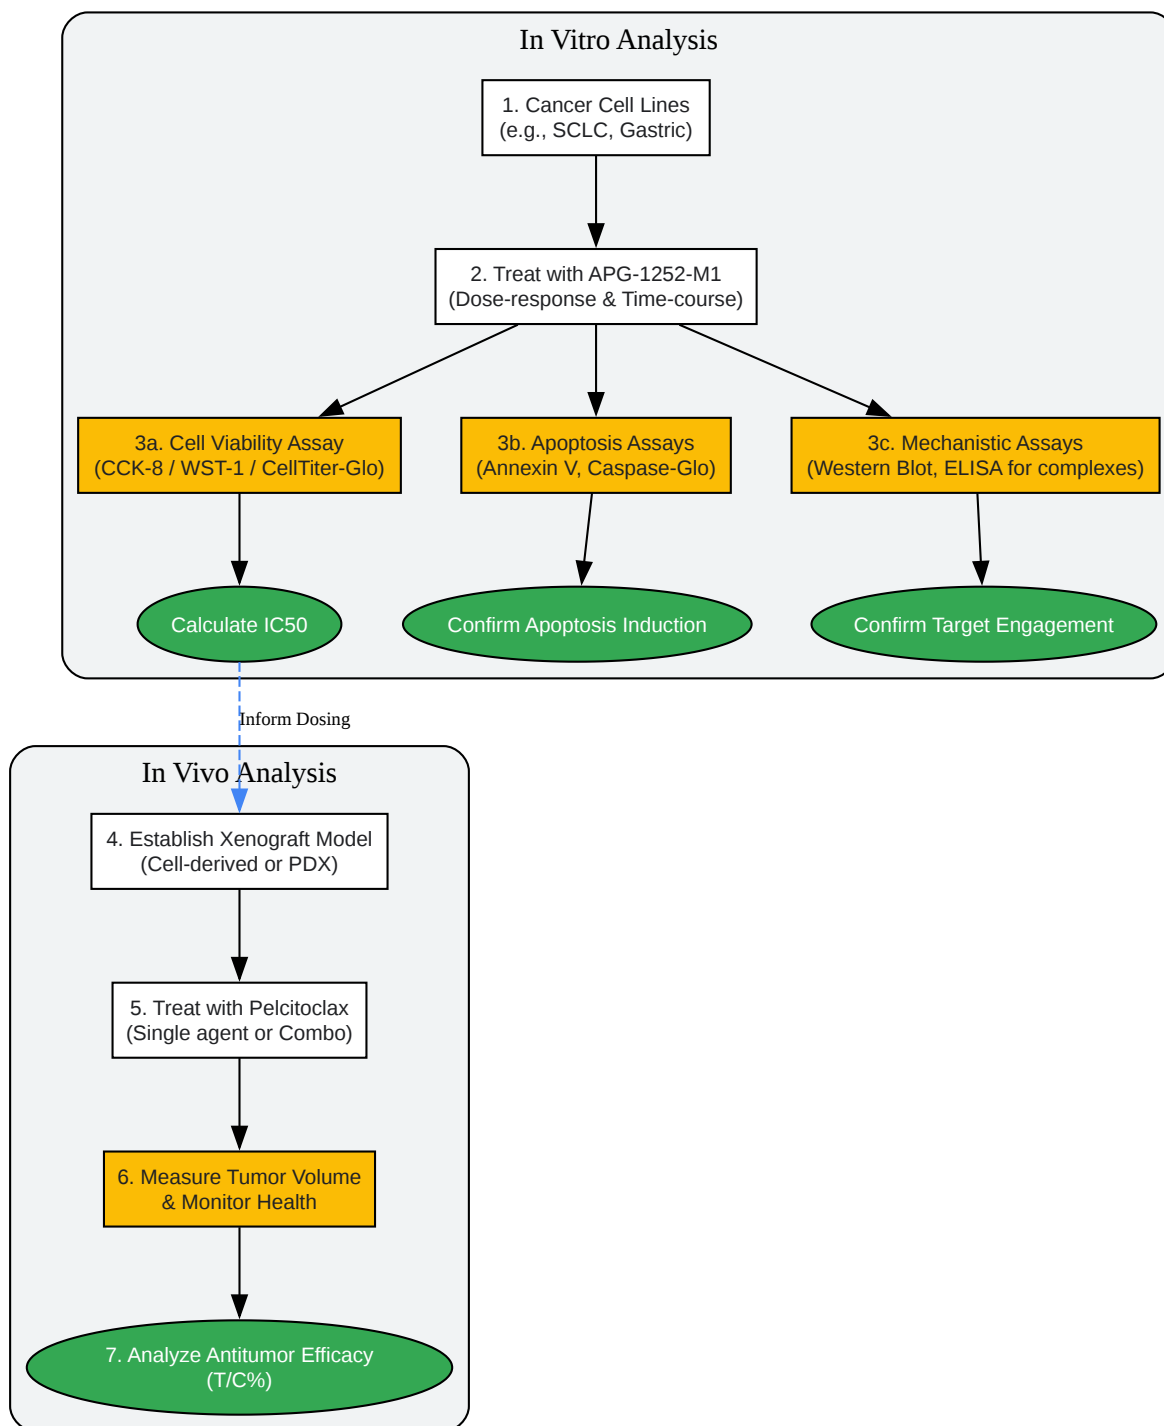 In Vitro Analysis
1. Cancer Cell Lines
(e.g., SCLC, Gastric)
2. Treat with APG-1252-M1
(Dose-response & Time-course)
3a. Cell Viability Assay
(CCK-8 / WST-1 / CellTiter-Glo)
3b. Apoptosis Assays
(Annexin V, Caspase-Glo)
3c. Mechanistic Assays
(Western Blot, ELISA for complexes)
Calculate IC50
Confirm Apoptosis Induction
Confirm Target Engagement
Inform Dosing
In Vivo Analysis
4. Establish Xenograft Model
(Cell-derived or PDX)
5. Treat with Pelcitoclax
(Single agent or Combo)
6. Measure Tumor Volume
& Monitor Health
7. Analyze Antitumor Efficacy
(T/C%)